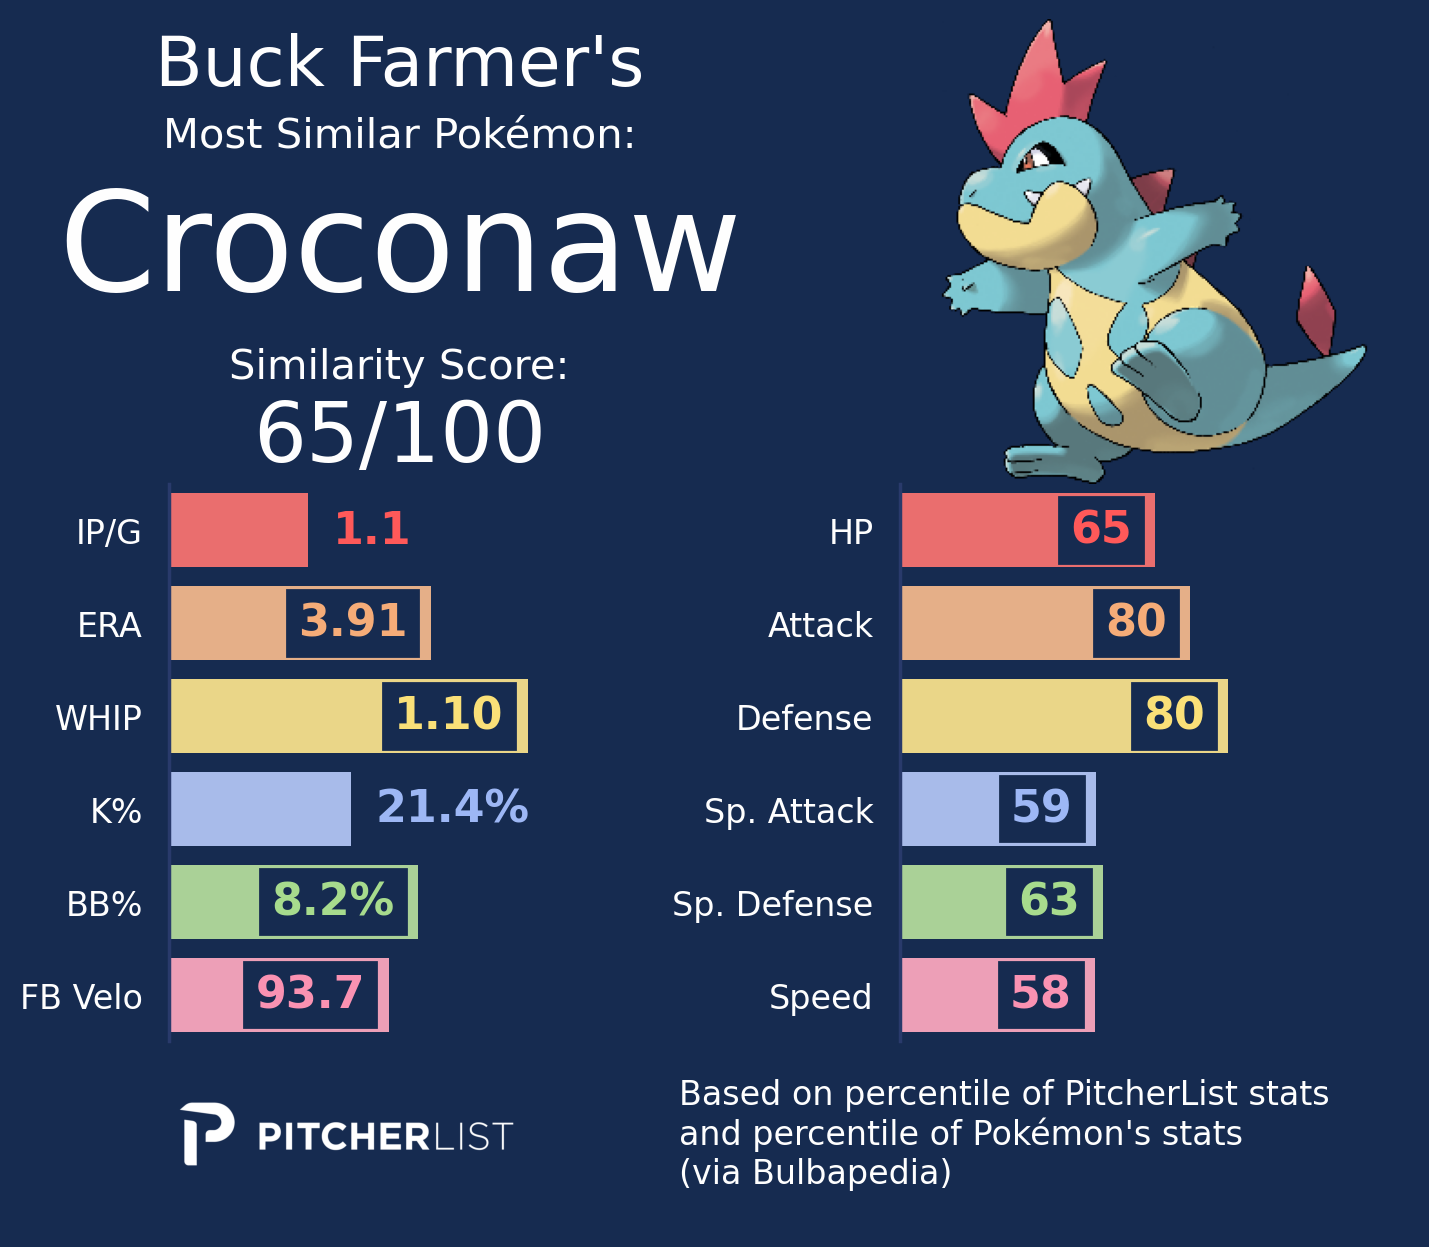 Buck Farmer's
Most Similar Pokémon:
Croconaw
Similarity Score:
65/100
IP/G 1.1
ERA 3.91
WHIP 1.10
K% 21.4%
BB% 8.2%
FB Velo 93.7
HP 65
Attack 80
Defense 80
Sp. Attack 59
Sp. Defense 63
Speed 58
PITCHERLIST
Based on percentile of PitcherList stats
and percentile of Pokémon's stats
(via Bulbapedia)